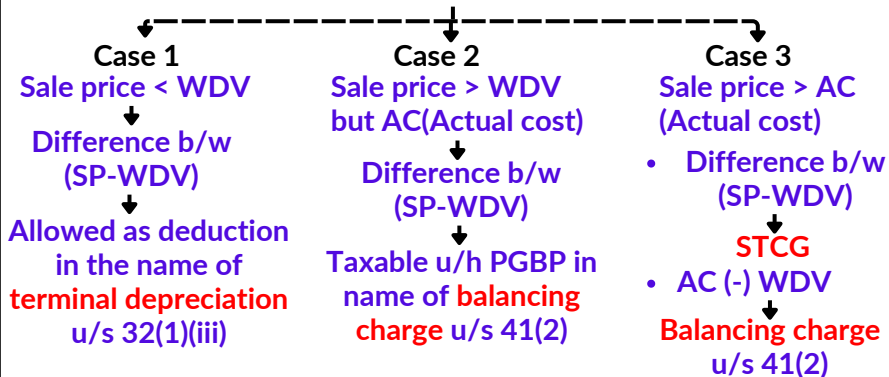 Case 1
Sale price < WDV
Difference b/w
(SP-WDV)
Allowed as deduction
in the name of
terminal depreciation
u/s 32(1)(iii)
Case 2
Sale price > WDV
but AC(Actual cost)
Difference b/w
(SP-WDV)
Taxable u/h PGBP in
name of balancing
charge u/s 41(2)
Case 3
Sale price > AC
(Actual cost)
• Difference b/w
(SP-WDV)
STCG
• AC (-) WDV
Balancing charge
u/s 41(2)